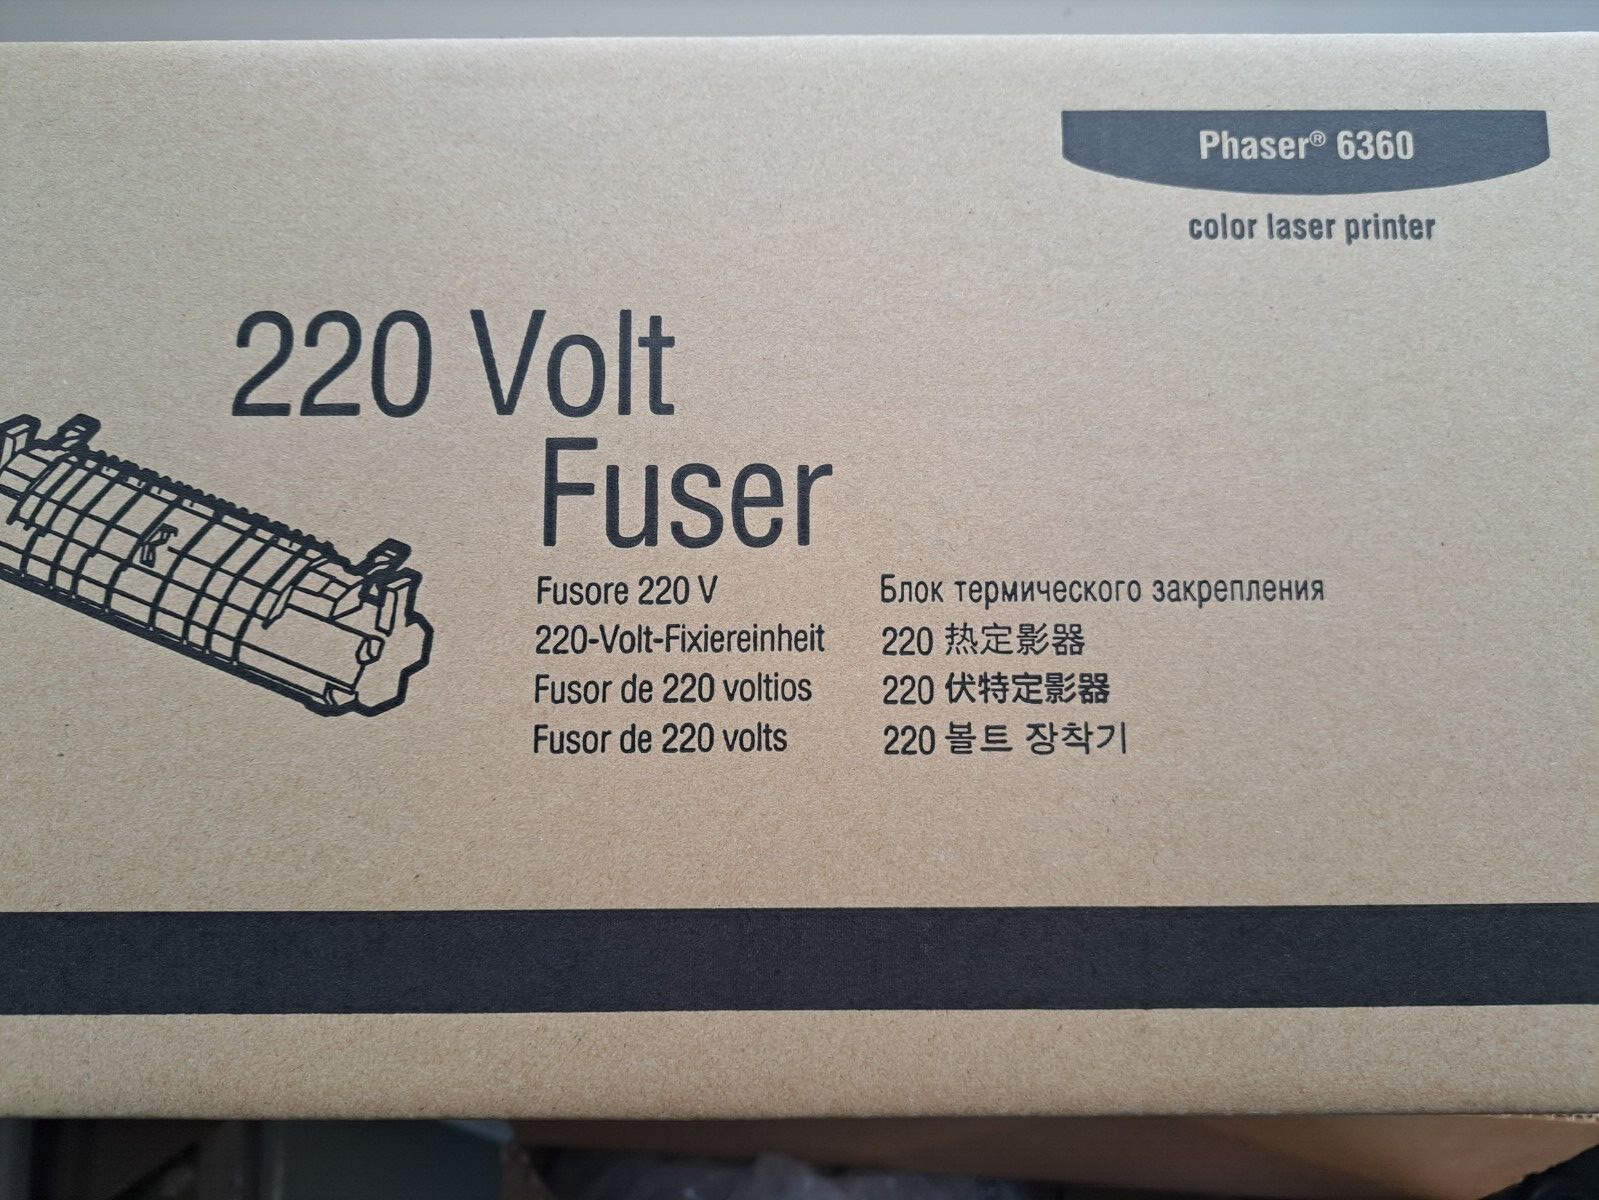 Phaser® 6360
color laser printer
220 Volt
Fuser
Fusore 220 V
220-Volt-Fixiereinheit
Fusor de 220 voltios
Fusor de 220 volts
Блок термического закрепления
220 热定影器
220 伏特定影器
220 볼트 장착기